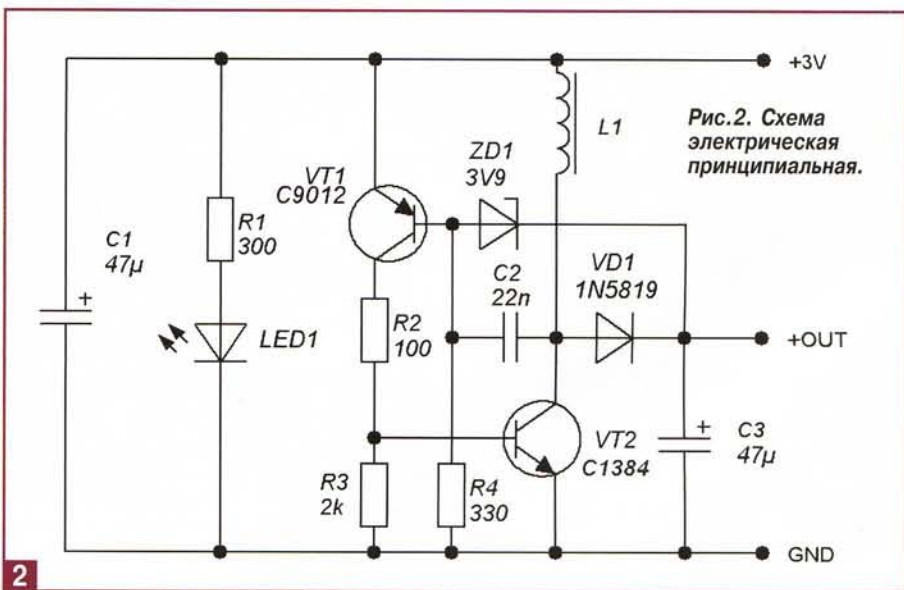 +3V
Рис.2. Схема
электрическая
принципиальная.
L1
ZD1
3V9
VT1
C9012
R1
300
C1
47μ
+
C2
22n
VD1
1N5819
LED1
R2
100
+OUT
+
C3
47μ
VT2
C1384
R3
2k
R4
330
GND
2